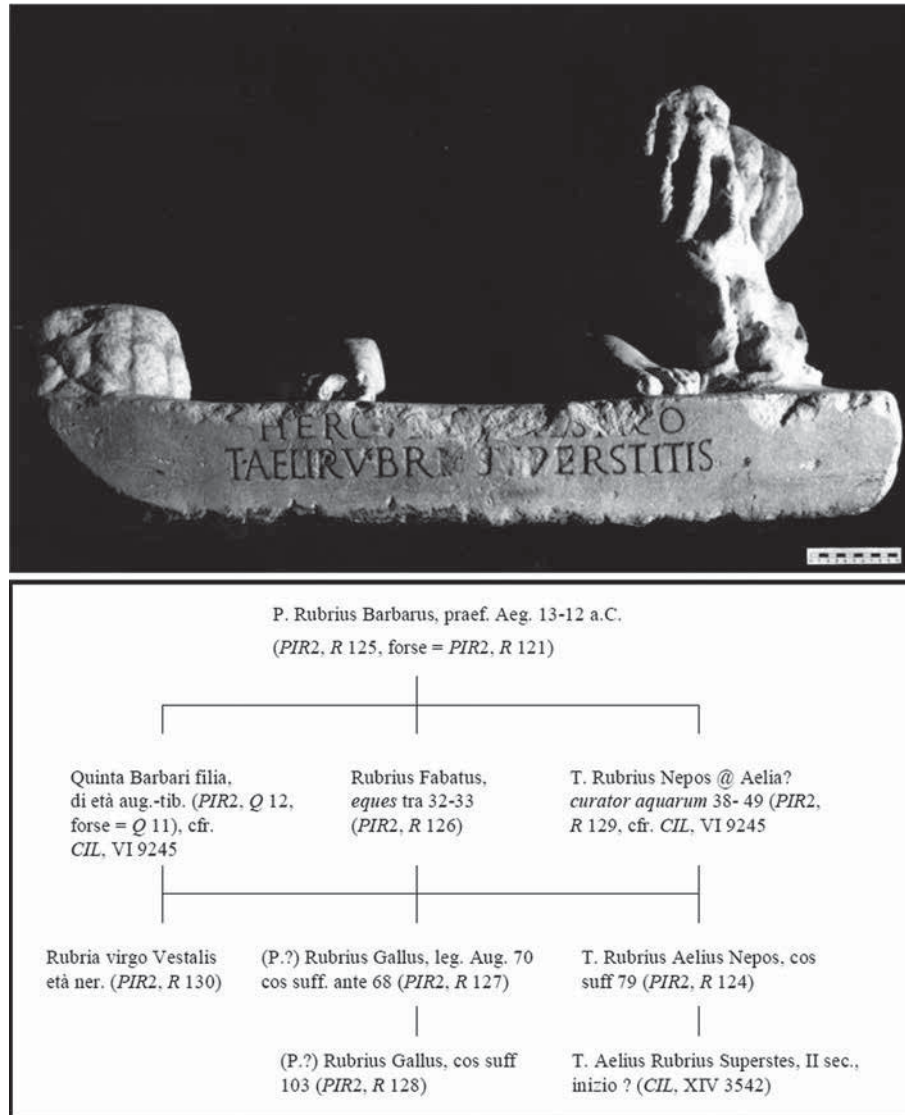 T·AELIRVBRI SVPERSTITIS
P. Rubrius Barbarus, praef. Aeg. 13-12 a.C.
(PIR2, R 125, forse = PIR2, R 121)
Quinta Barbari filia,
di età aug.-tib. (PIR2, Q 12,
forse = Q 11), cfr.
CIL, VI 9245
Rubrius Fabatus,
eques tra 32-33
(PIR2, R 126)
T. Rubrius Nepos @ Aelia?
curator aquarum 38- 49 (PIR2,
R 129, cfr. CIL, VI 9245
Rubria virgo Vestalis
età ner. (PIR2, R 130)
(P.?) Rubrius Gallus, leg. Aug. 70
cos suff. ante 68 (PIR2, R 127)
T. Rubrius Aelius Nepos, cos
suff 79 (PIR2, R 124)
(P.?) Rubrius Gallus, cos suff
103 (PIR2, R 128)
T. Aelius Rubrius Superstes, II sec.,
inizio ? (CIL, XIV 3542)